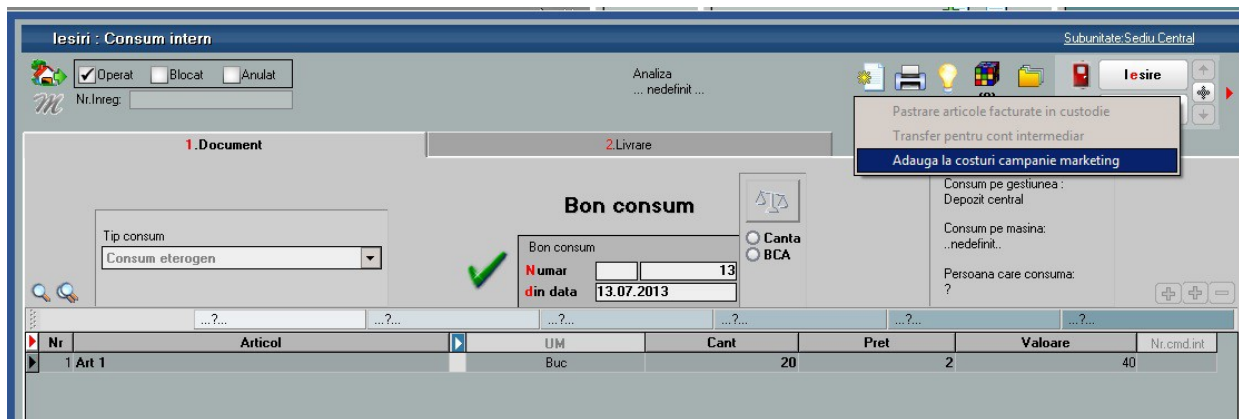 Iesiri : Consum intern
Subunitate:Sediu Central
Operat Blocat Anulat
Nr.Inreg:
Analiza
... nedefinit ...
Iesire
Pastrare articole facturate in custodie
Transfer pentru cont intermediar
Adauga la costuri campanie marketing
1.Document
2.Livrare
Tip consum
Consum eterogen
Bon consum
Bon consum
Numar 13
din data 13.07.2013
Canta
BCA
Consum pe gestiunea :
Depozit central
Consum pe masina:
..nedefinit..
Persoana care consuma:
?
...?... ...?... ...?... ...?... ...?... ...?...
Nr Articol UM Cant Pret Valoare Nr.cmd.int
1 Art 1 Buc 20 2 40